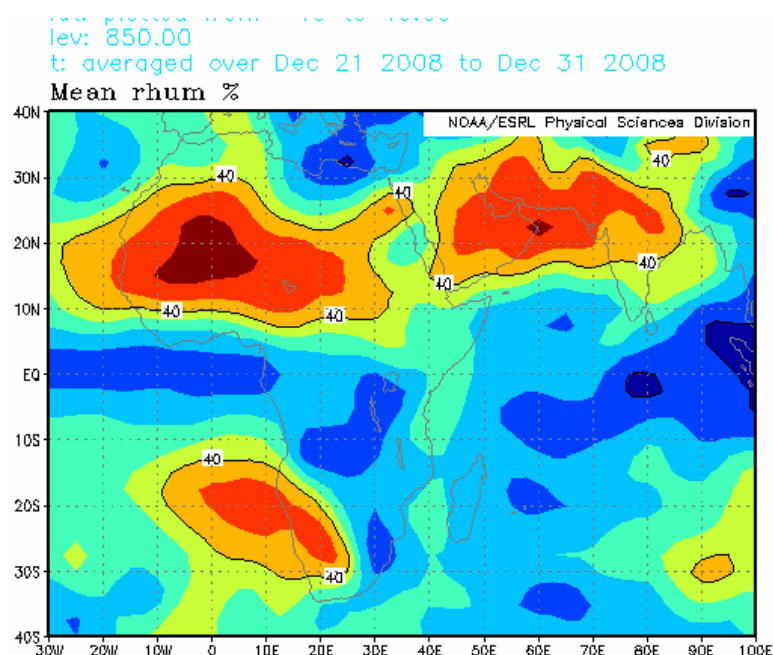 lev: 850.00
t: averaged over Dec 21 2008 to Dec 31 2008
Mean rhum %
NOAA/ESRL Physical Sciences Division
40N
30N
20N
10N
EQ
10S
20S
30S
40S
40
40
40
40
40
40
40
40
40
30W 20W 10W 0 10E 20E 30E 40E 50E 60E 70E 80E 90E 100E